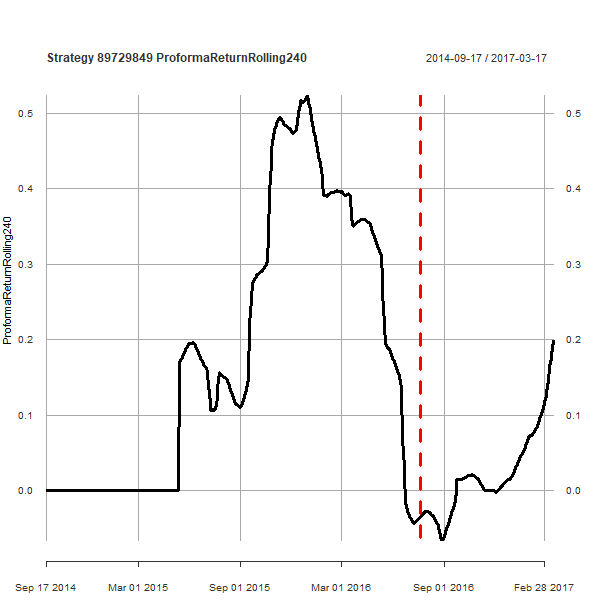 Strategy 89729849 ProformaReturnRolling240
2014-09-17 / 2017-03-17
ProformaReturnRolling240
0.5 0.5
0.4 0.4
0.3 0.3
0.2 0.2
0.1 0.1
0.0 0.0
Sep 17 2014 Mar 01 2015 Sep 01 2015 Mar 01 2016 Sep 01 2016 Feb 28 2017